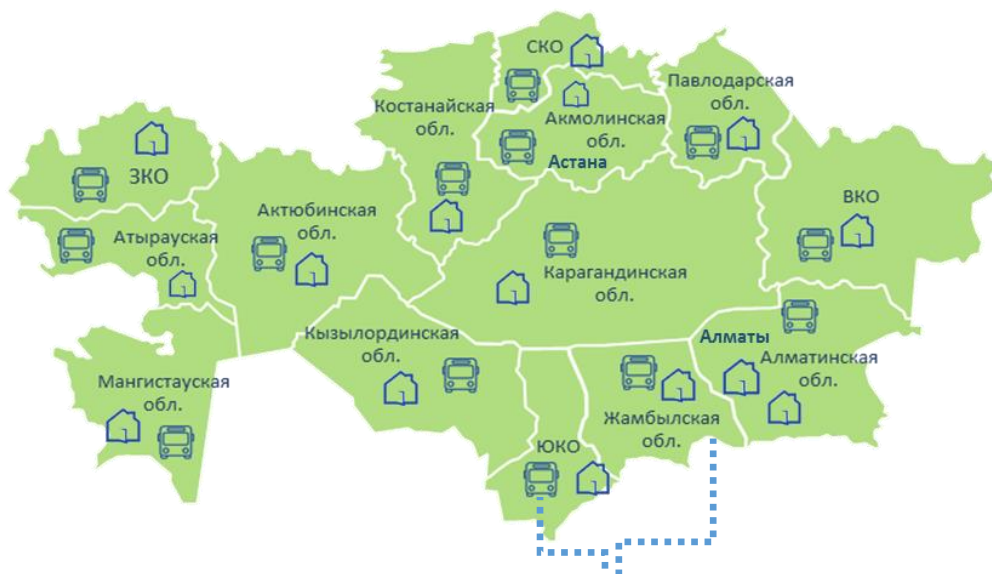 СКО
Павлодарская
обл.
Костанайская
обл.
Акмолинская
обл.
Астана
ЗКО
ВКО
Актюбинская
обл.
Атырауская
обл.
Карагандинская
обл.
Кызылординская
обл.
Алматы
Алматинская
обл.
Мангистауская
обл.
Жамбылская
обл.
ЮКО